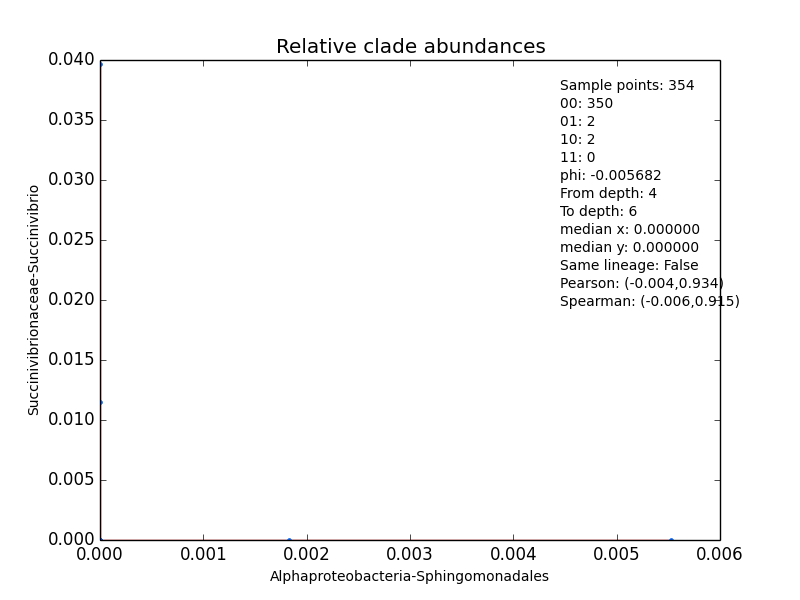 Relative clade abundances
0.040
0.035
0.030
0.025
0.020
0.015
0.010
0.005
0.000
Succinivibrionaceae-Succinivibrio
Sample points: 354
00: 350
01: 2
10: 2
11: 0
phi: -0.005682
From depth: 4
To depth: 6
median x: 0.000000
median y: 0.000000
Same lineage: False
Pearson: (-0.004,0.934)
Spearman: (-0.006,0.915)
0.000 0.001 0.002 0.003 0.004 0.005 0.006
Alphaproteobacteria-Sphingomonadales